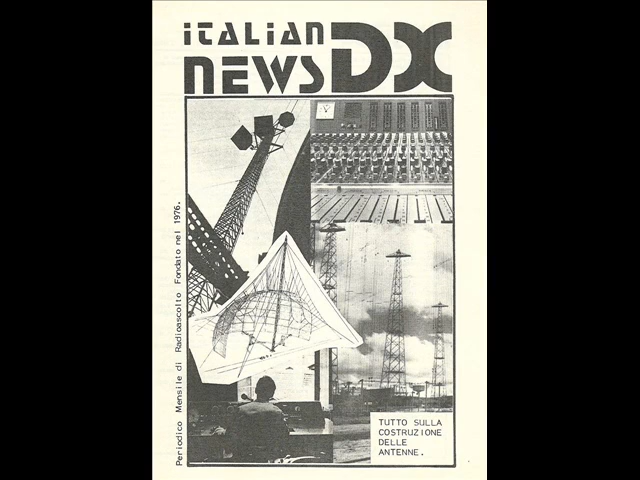 ITALIAN
NEWS DX
Periodico Mensile di Radioascolto Fondato nel 1976.
TUTTO SULLA
COSTRUZIONE
DELLE
ANTENNE.